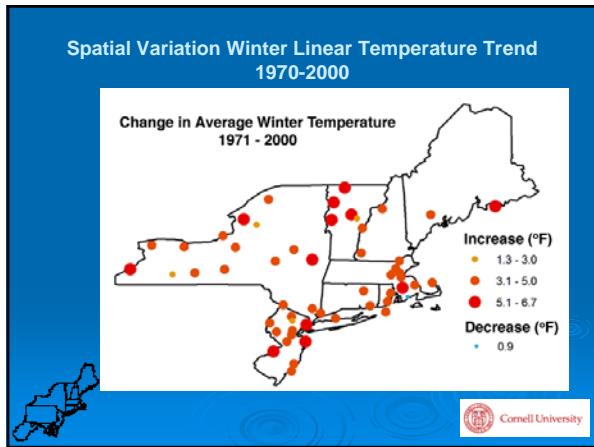 Spatial Variation Winter Linear Temperature Trend
1970-2000
Change in Average Winter Temperature
1971 - 2000
Increase (°F)
1.3 - 3.0
3.1 - 5.0
5.1 - 6.7
Decrease (°F)
0.9
Cornell University